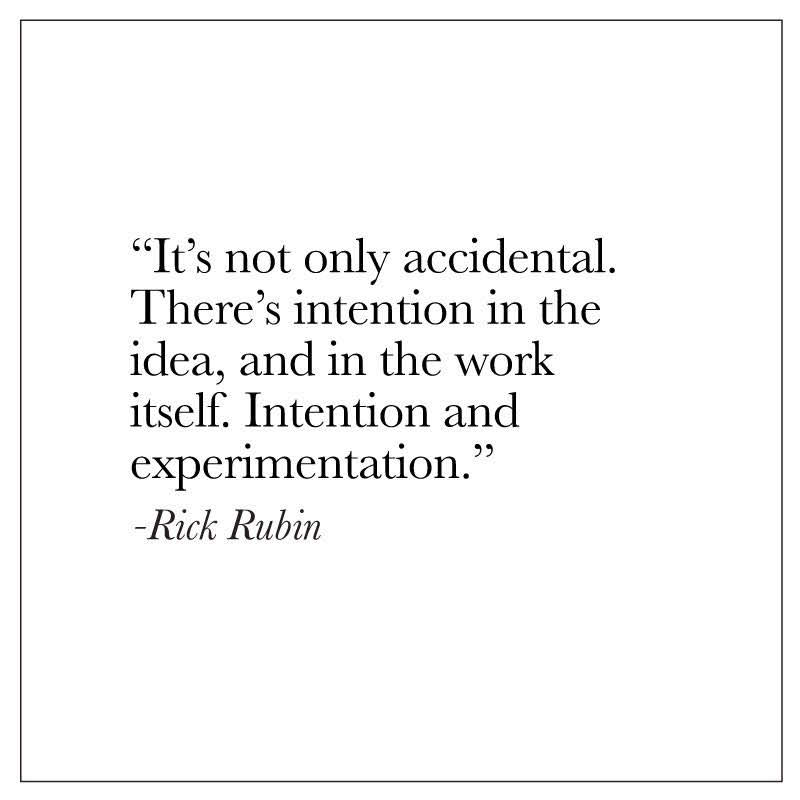 “It’s not only accidental.
There’s intention in the
idea, and in the work
itself. Intention and
experimentation.”
-Rick Rubin